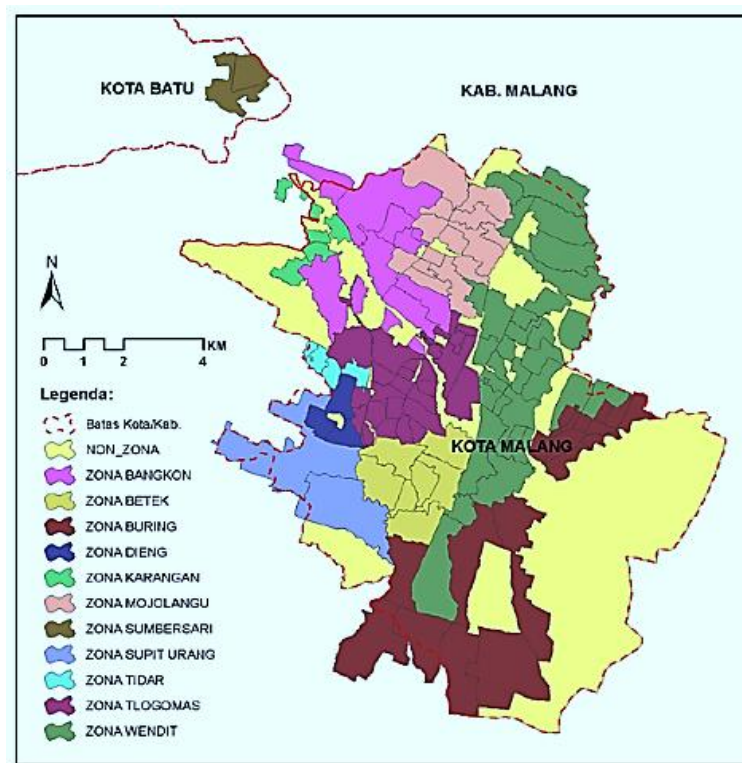 KOTA BATU
KAB. MALANG
N
0 1 2 4 KM
KOTA MALANG
Legenda:
Batas Kota/Kab.
NON_ZONA
ZONA BANGKON
ZONA BETEK
ZONA BURING
ZONA DIENG
ZONA KARANGAN
ZONA MOJOLANGU
ZONA SUMBERSARI
ZONA SUPIT URANG
ZONA TIDAR
ZONA TLOGOMAS
ZONA WENDIT